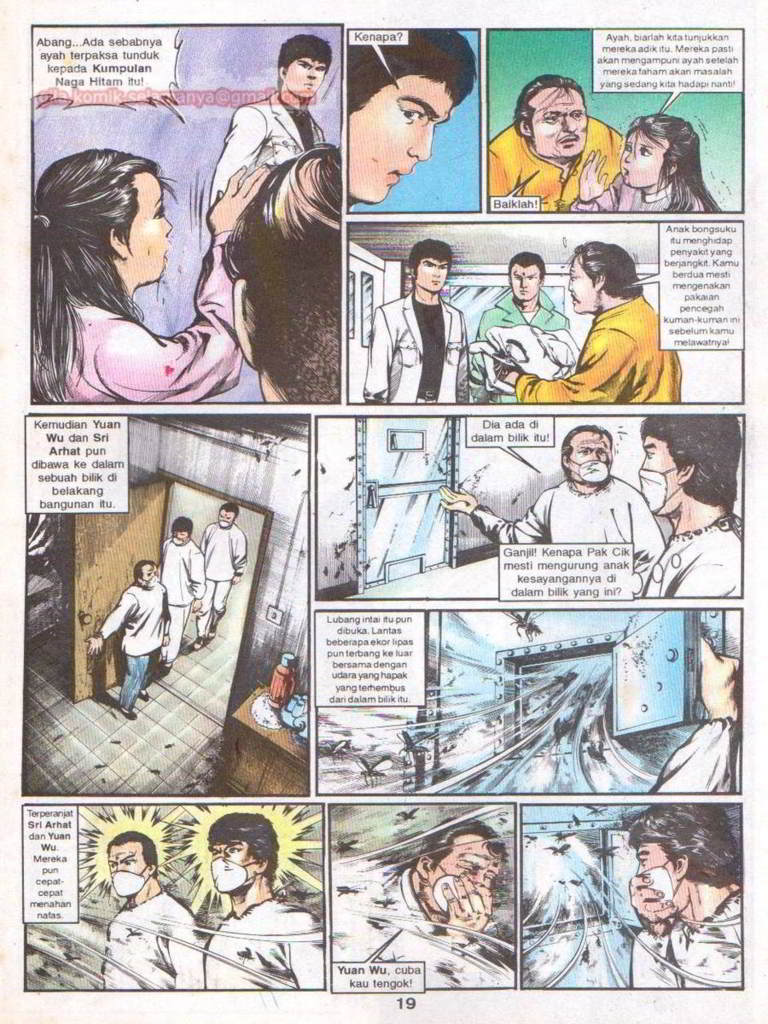 Abang...Ada sebabnya
ayah terpaksa tunduk
kepada Kumpulan
Naga Hitam itu!
Kenapa?
Ayah, biarlah kita tunjukkan
mereka adik itu. Mereka pasti
akan mengampuni ayah setelah
mereka faham akan masalah
yang sedang kita hadapi nanti!
Baiklah!
Anak bongsuku
itu menghidap
penyakit yang
berjangkit. Kamu
berdua mesti
mengenakan
pakaian
pencegah
kuman-kuman ini
sebelum kamu
melawatnya!
Kemudian Yuan
Wu dan Sri
Arhat pun
dibawa ke dalam
sebuah bilik di
belakang
bangunan itu.
Dia ada di
dalam bilik itu!
Ganjil! Kenapa Pak Cik
mesti mengurung anak
kesayangannya di
dalam bilik yang ini?
Lubang intai itu pun
dibuka. Lantas
beberapa ekor lipas
pun terbang ke luar
bersama dengan
udara yang hapak
yang terhembus
dari dalam bilik itu.
Terperanjat
Sri Arhat
dan Yuan
Wu.
Mereka
pun
cepat-
cepat
menahan
nafas.
Yuan Wu, cuba
kau tengok!
19